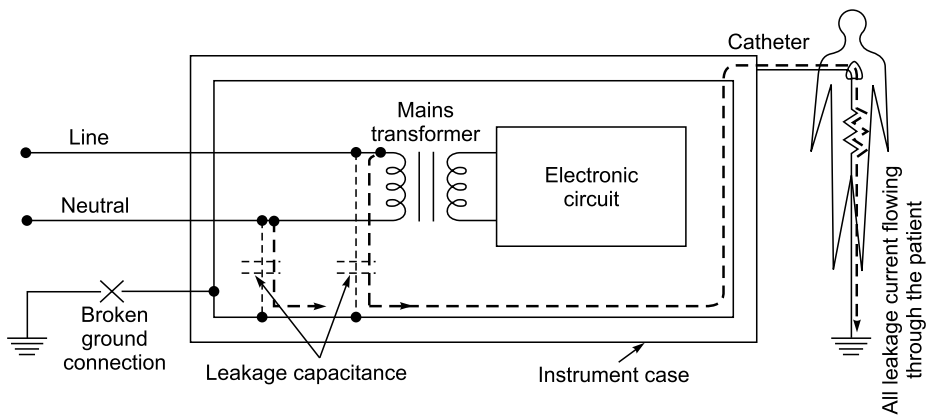 Catheter
Mains
transformer
Line
Electronic
circuit
Neutral
Broken
ground
connection
Leakage capacitance
Instrument case
All leakage current flowing
through the patient